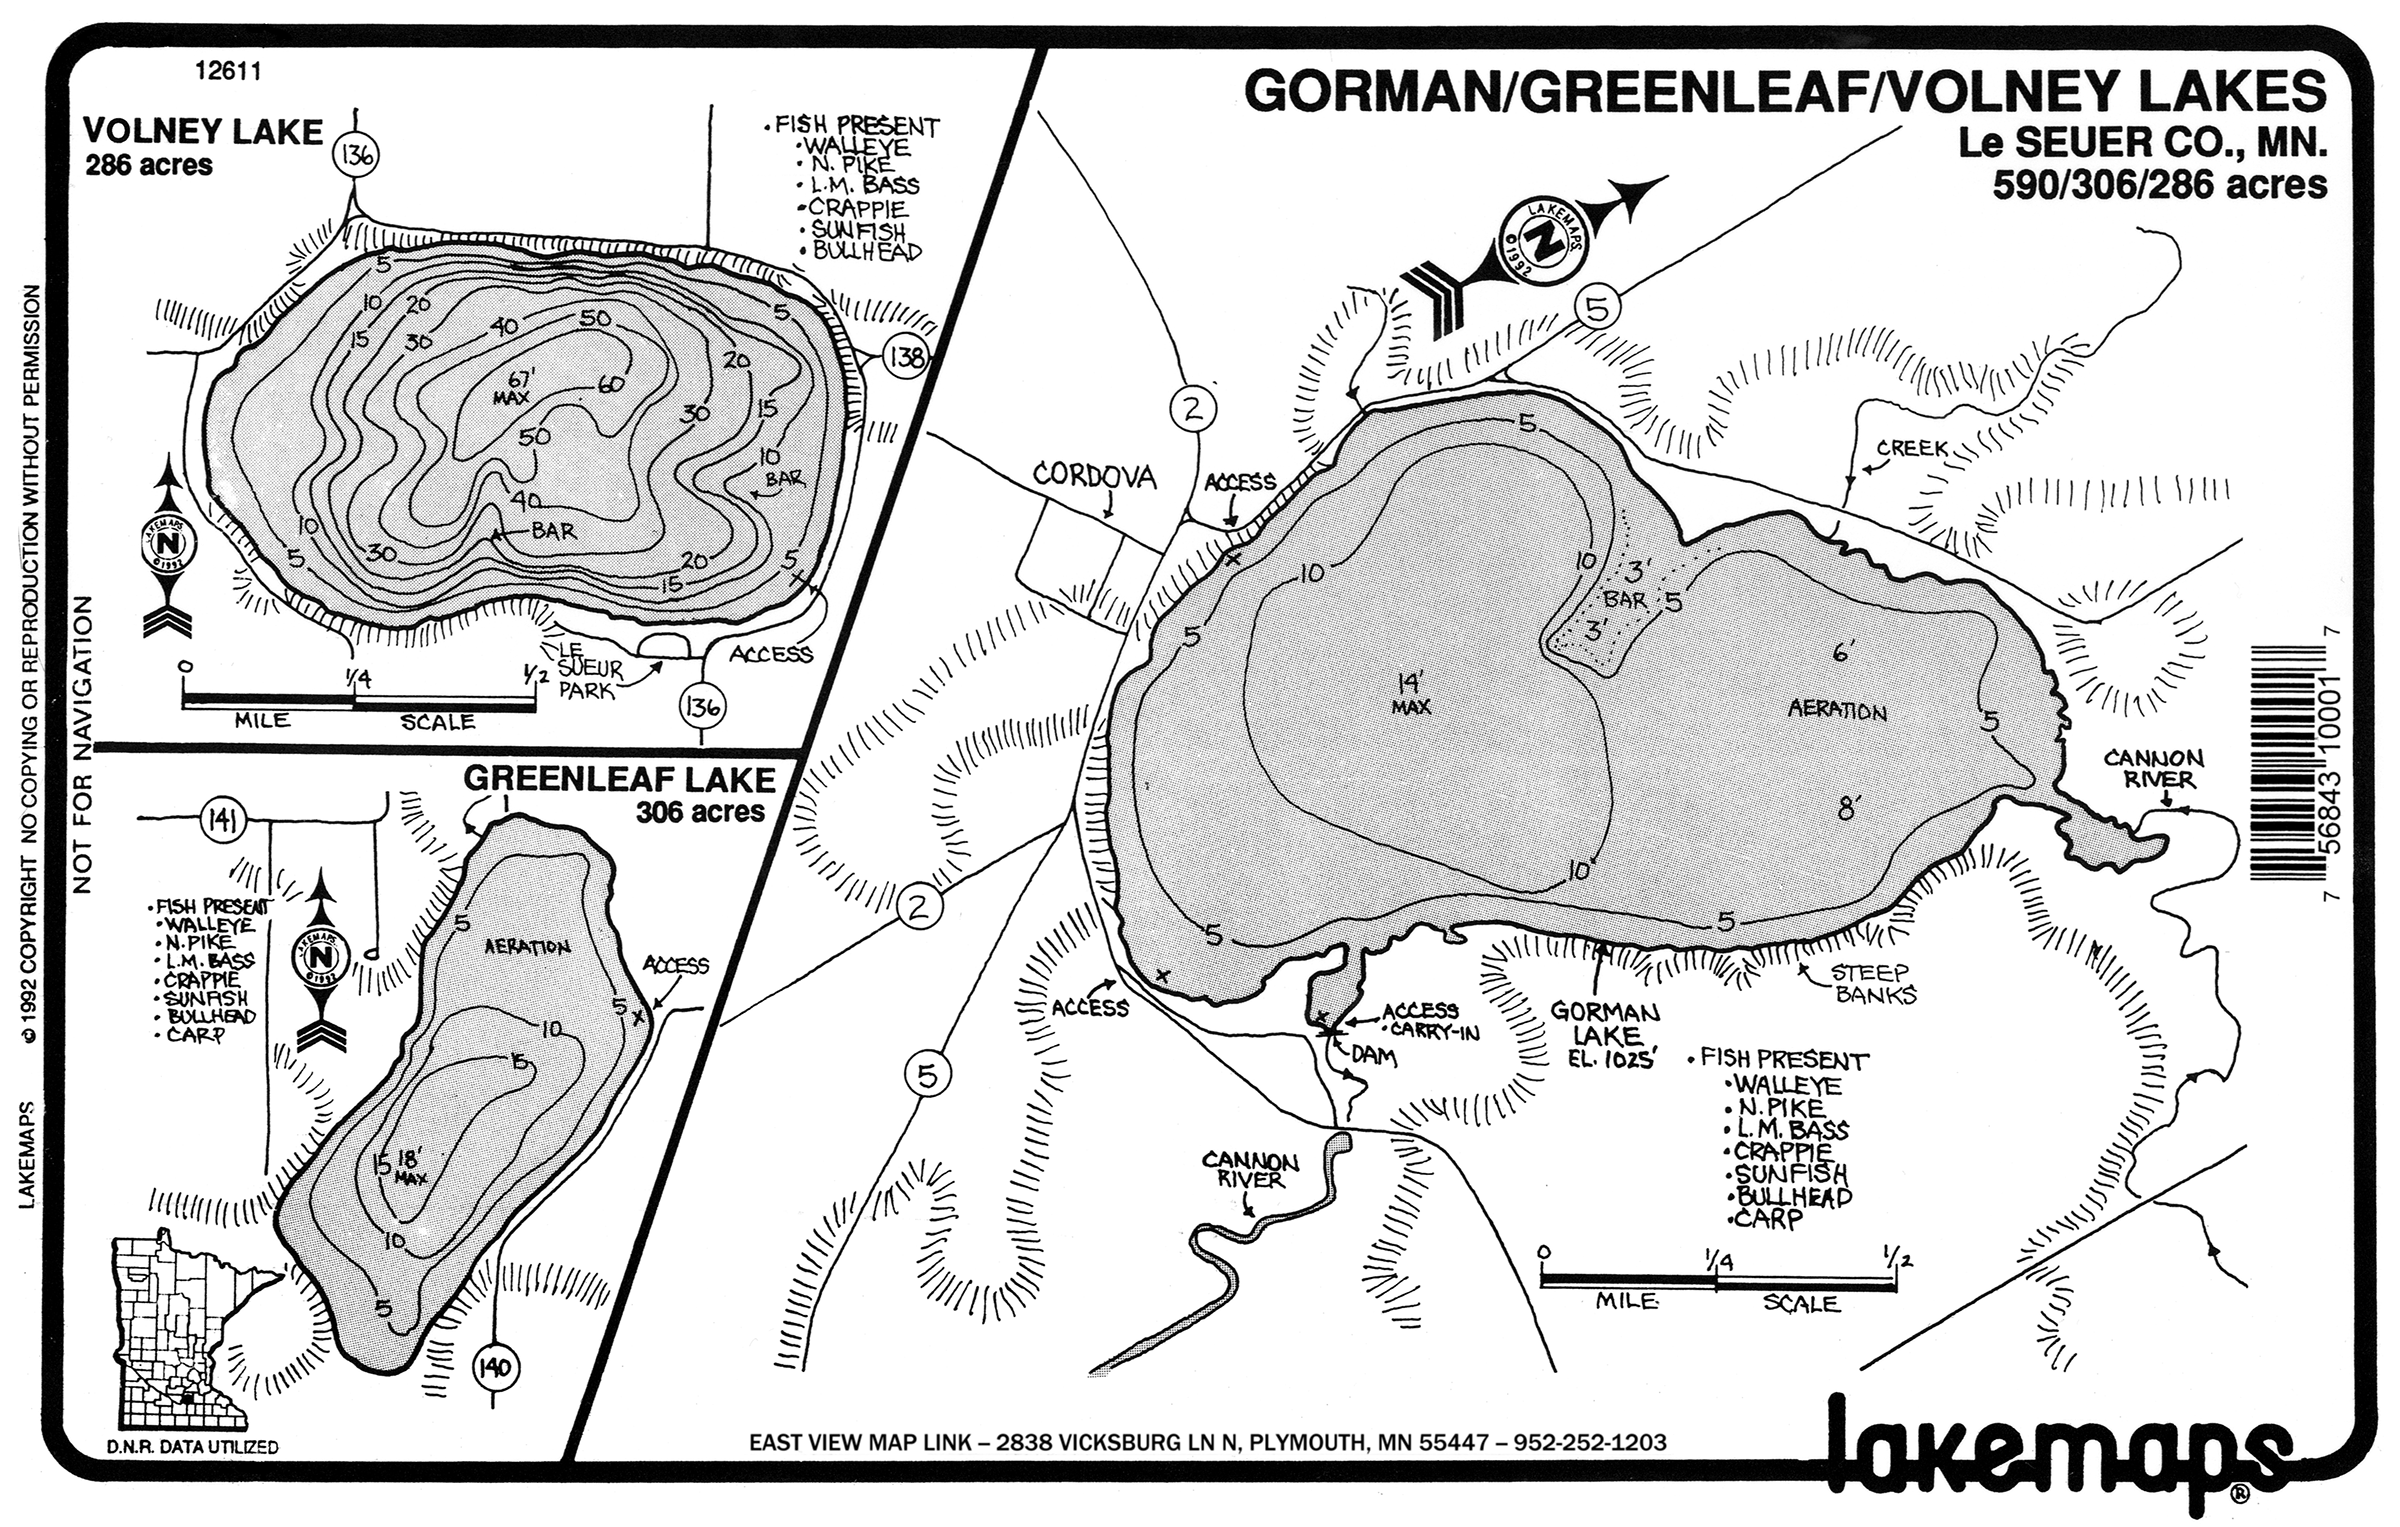 12611
VOLNEY LAKE
286 acres
136
• FISH PRESENT
• WALLEYE
• N. PIKE
• L.M. BASS
• CRAPPIE
• SUNFISH
• BULLHEAD
138
5
10
20
15
30
40
50
5
20
67'
MAX
60
30
15
50
10
BAR
40
BAR
10
5
30
20
15
5
LAKEMAPS
N
©1992
LE
SUEUR
PARK
ACCESS
136
0
1/4
1/2
MILE
SCALE
GREENLEAF LAKE
306 acres
141
• FISH PRESENT
• WALLEYE
• N. PIKE
• L.M. BASS
• CRAPPIE
• SUNFISH
• BULLHEAD
• CARP
LAKEMAPS
N
©1992
5
AERATION
ACCESS
5
10
15
15
18'
MAX
10
5
140
D.N.R. DATA UTILIZED
GORMAN/GREENLEAF/VOLNEY LAKES
Le SEUER CO., MN.
590/306/286 acres
LAKEMAPS
N
©1992
5
2
CORDOVA
ACCESS
CREEK
5
10
10
3'
BAR
5
3'
5
14'
MAX
6'
AERATION
5
8'
10'
5
5
CANNON
RIVER
2
5
ACCESS
ACCESS
• CARRY-IN
DAM
GORMAN
LAKE
EL. 1025'
STEEP
BANKS
• FISH PRESENT
• WALLEYE
• N. PIKE
• L.M. BASS
• CRAPPIE
• SUNFISH
• BULLHEAD
• CARP
CANNON
RIVER
0
1/4
1/2
MILE
SCALE
7 56843 10001 7
EAST VIEW MAP LINK – 2838 VICKSBURG LN N, PLYMOUTH, MN 55447 – 952-252-1203
lakemaps®
LAKEMAPS © 1992 COPYRIGHT NO COPYING OR REPRODUCTION WITHOUT PERMISSION
NOT FOR NAVIGATION